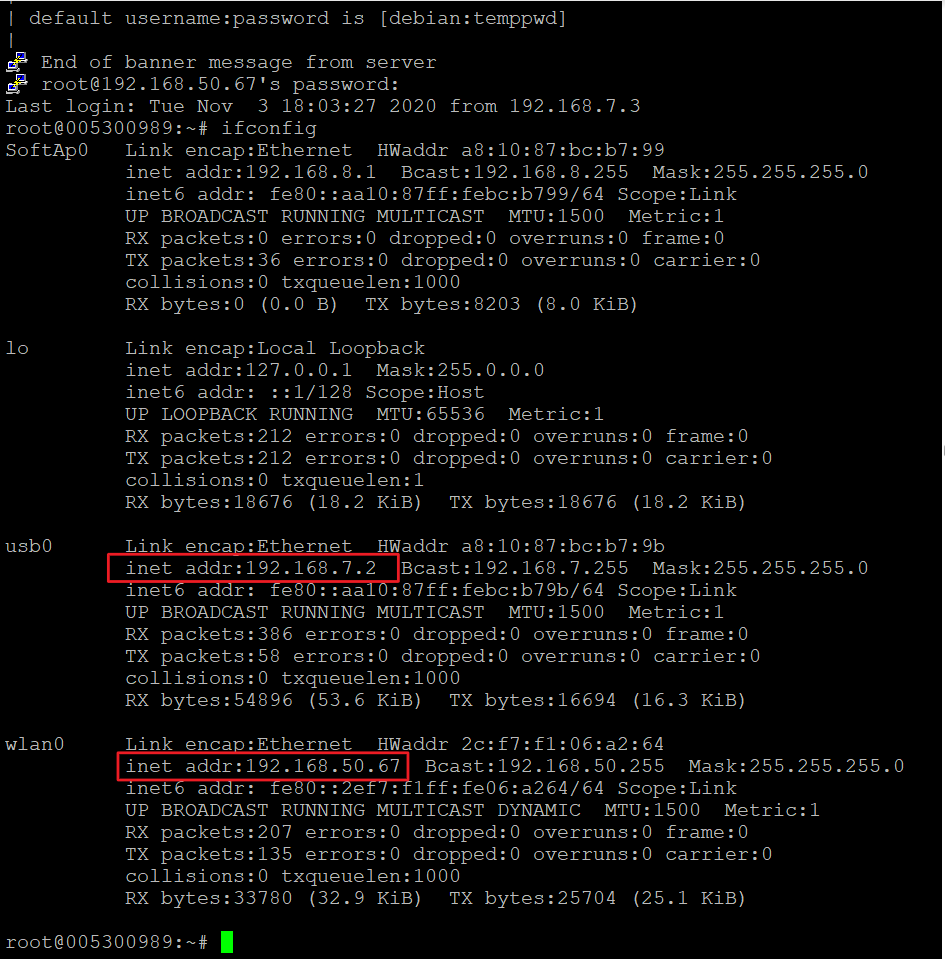 | default username:password is [debian:temppwd]
|
End of banner message from server
root@192.168.50.67's password:
Last login: Tue Nov  3 18:03:27 2020 from 192.168.7.3
root@005300989:~# ifconfig
SoftAp0   Link encap:Ethernet  HWaddr a8:10:87:bc:b7:99
          inet addr:192.168.8.1  Bcast:192.168.8.255  Mask:255.255.255.0
          inet6 addr: fe80::aa10:87ff:febc:b799/64 Scope:Link
          UP BROADCAST RUNNING MULTICAST  MTU:1500  Metric:1
          RX packets:0 errors:0 dropped:0 overruns:0 frame:0
          TX packets:36 errors:0 dropped:0 overruns:0 carrier:0
          collisions:0 txqueuelen:1000
          RX bytes:0 (0.0 B)  TX bytes:8203 (8.0 KiB)

lo        Link encap:Local Loopback
          inet addr:127.0.0.1  Mask:255.0.0.0
          inet6 addr: ::1/128 Scope:Host
          UP LOOPBACK RUNNING  MTU:65536  Metric:1
          RX packets:212 errors:0 dropped:0 overruns:0 frame:0
          TX packets:212 errors:0 dropped:0 overruns:0 carrier:0
          collisions:0 txqueuelen:1
          RX bytes:18676 (18.2 KiB)  TX bytes:18676 (18.2 KiB)

usb0      Link encap:Ethernet  HWaddr a8:10:87:bc:b7:9b
          inet addr:192.168.7.2  Bcast:192.168.7.255  Mask:255.255.255.0
          inet6 addr: fe80::aa10:87ff:febc:b79b/64 Scope:Link
          UP BROADCAST RUNNING MULTICAST  MTU:1500  Metric:1
          RX packets:386 errors:0 dropped:0 overruns:0 frame:0
          TX packets:58 errors:0 dropped:0 overruns:0 carrier:0
          collisions:0 txqueuelen:1000
          RX bytes:54896 (53.6 KiB)  TX bytes:16694 (16.3 KiB)

wlan0     Link encap:Ethernet  HWaddr 2c:f7:f1:06:a2:64
          inet addr:192.168.50.67  Bcast:192.168.50.255  Mask:255.255.255.0
          inet6 addr: fe80::2ef7:f1ff:fe06:a264/64 Scope:Link
          UP BROADCAST RUNNING MULTICAST DYNAMIC  MTU:1500  Metric:1
          RX packets:207 errors:0 dropped:0 overruns:0 frame:0
          TX packets:135 errors:0 dropped:0 overruns:0 carrier:0
          collisions:0 txqueuelen:1000
          RX bytes:33780 (32.9 KiB)  TX bytes:25704 (25.1 KiB)

root@005300989:~#